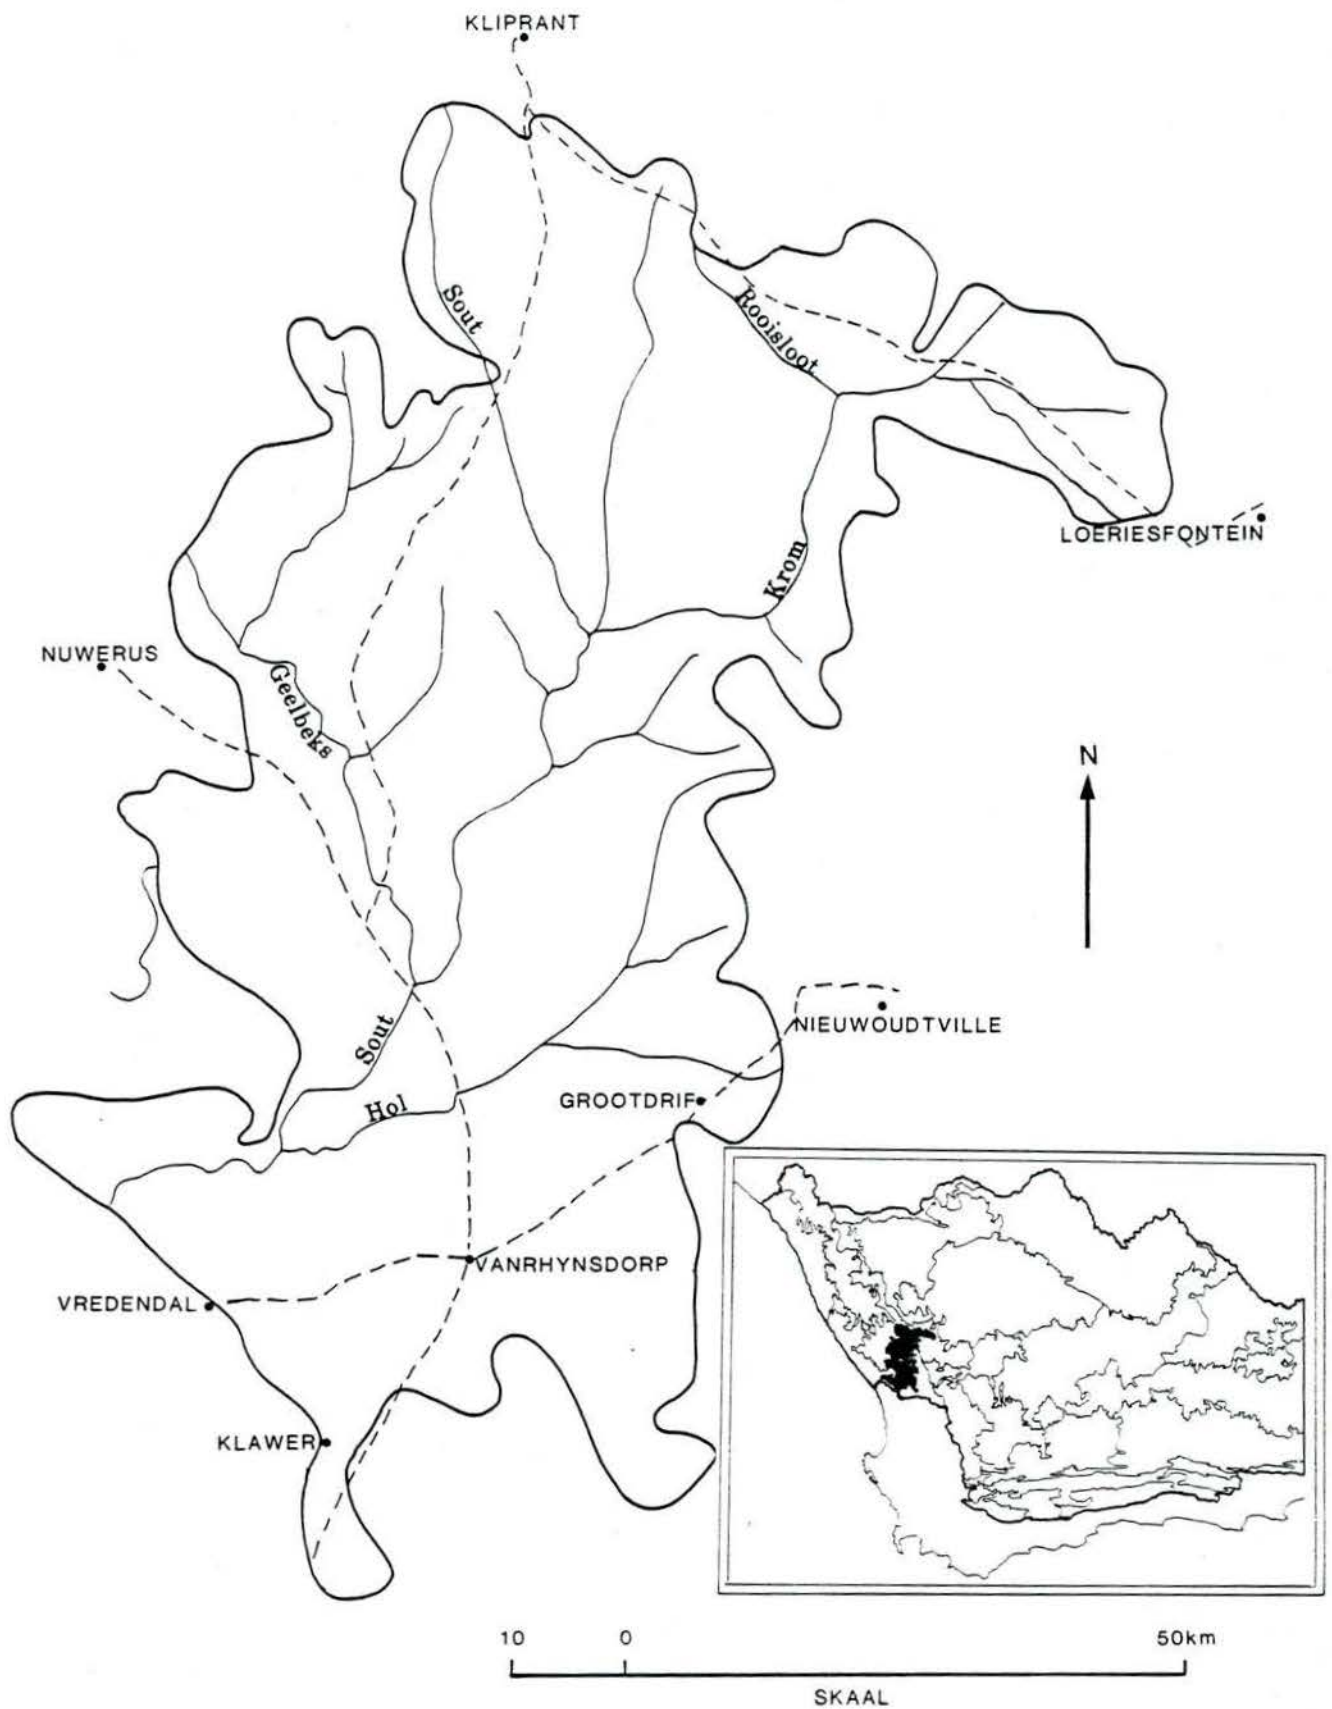 KLIPRANT
Sout
Rooisloot
LOERIESFONTEIN
Krom
NUWERUS
Geelbeks
N
NIEUWOUDTVILLE
Sout
GROOTDRIF
Hol
VANRHYNSDORP
VREDENDAL
KLAWER
10 0 50km
SKAAL